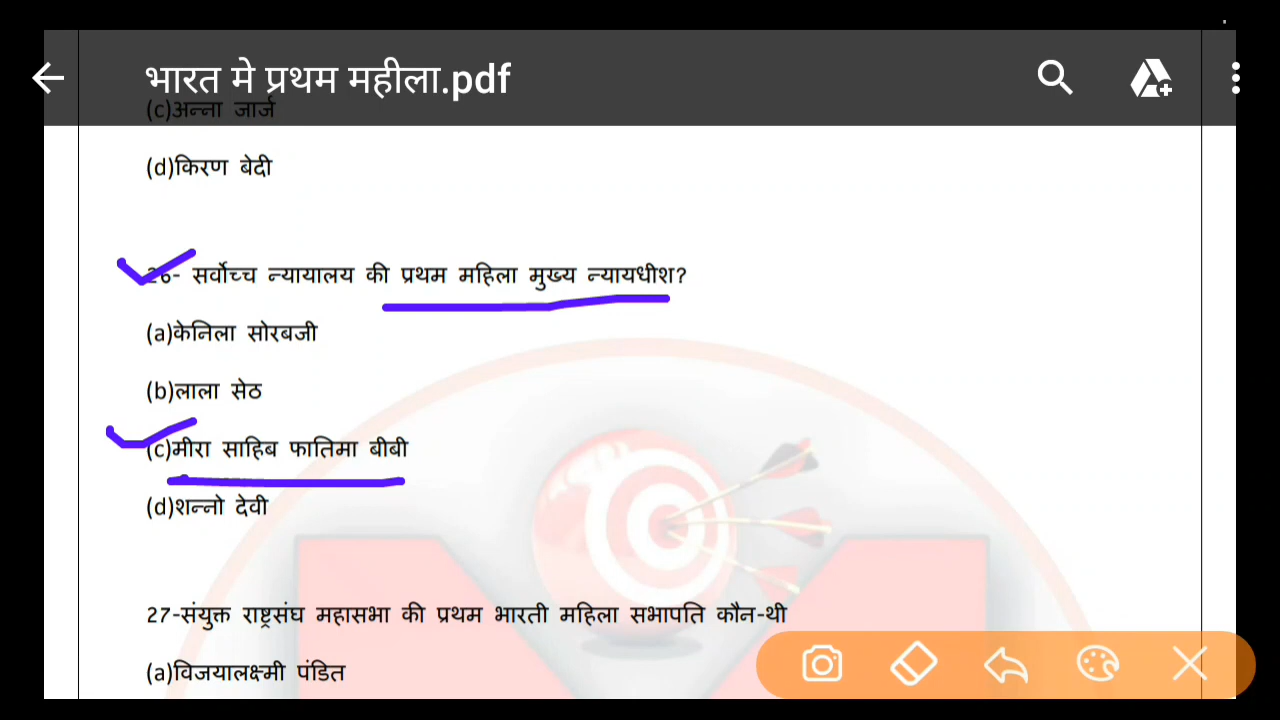 भारत मे प्रथम महीला.pdf
(c)अन्ना जार्ज
(d)किरण बेदी
26- सर्वोच्च न्यायालय की प्रथम महिला मुख्य न्यायधीश?
(a)केनिला सोरबजी
(b)लाला सेठ
(c)मीरा साहिब फातिमा बीबी
(d)शन्नो देवी
27-संयुक्त राष्ट्रसंघ महासभा की प्रथम भारती महिला सभापति कौन-थी
(a)विजयालक्ष्मी पंडित